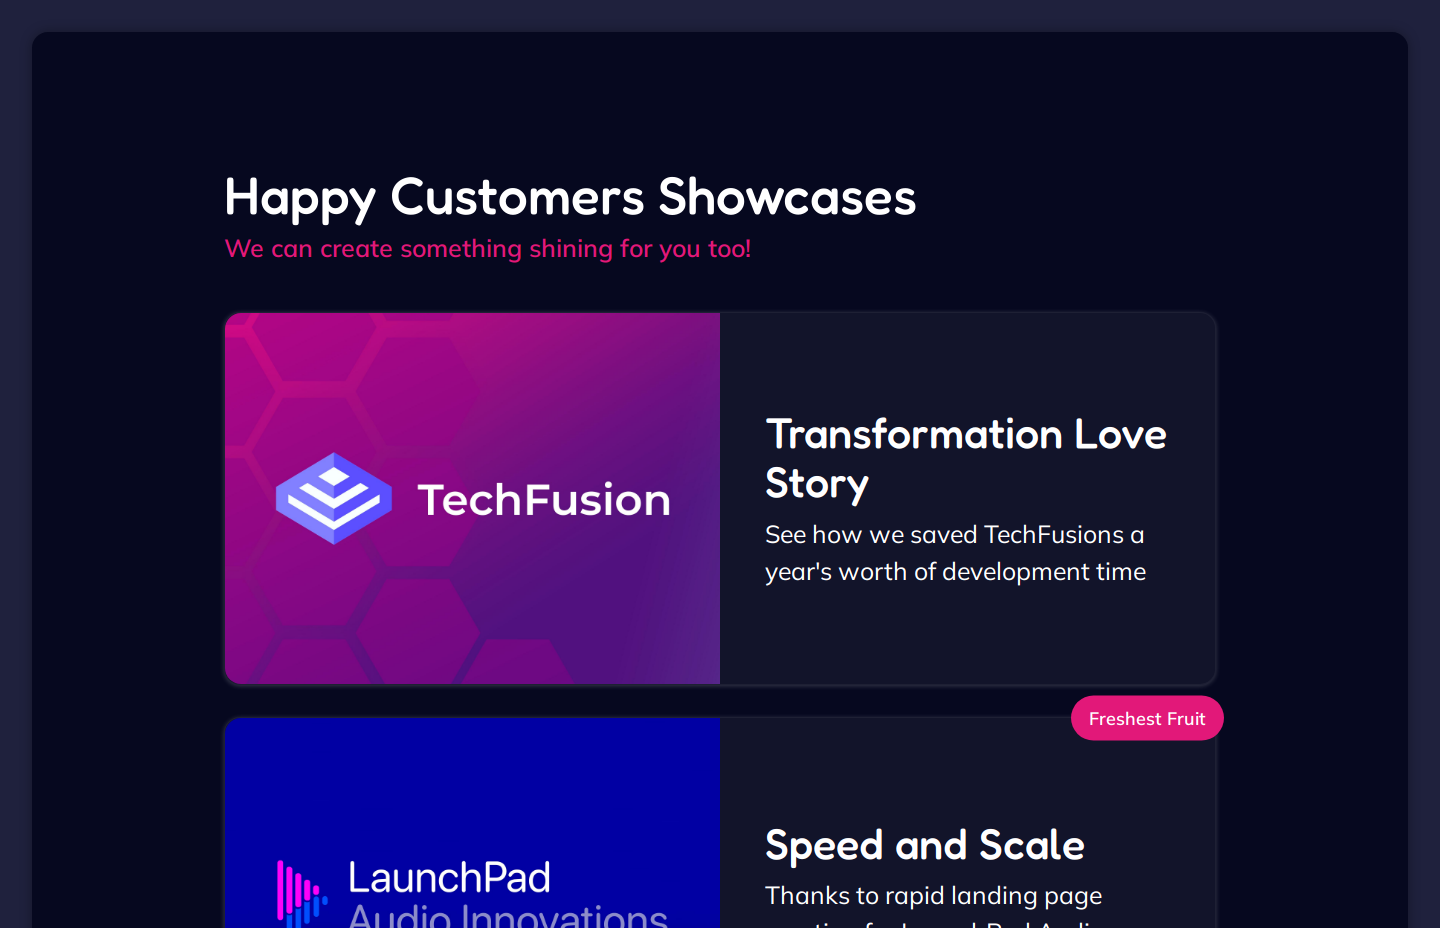 Happy Customers Showcases
We can create something shining for you too!
TechFusion
Transformation Love
Story
See how we saved TechFusions a
year's worth of development time
Freshest Fruit
LaunchPad
Audio Innovations
Speed and Scale
Thanks to rapid landing page